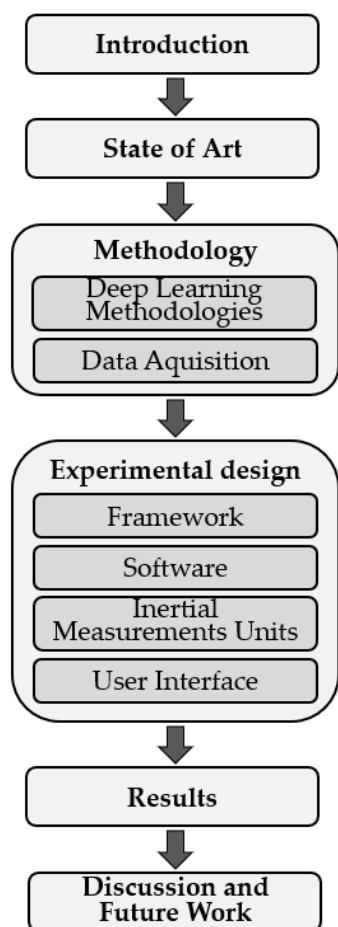 Introduction
State of Art
Methodology
Deep Learning
Methodologies
Data Aquisition
Experimental design
Framework
Software
Inertial
Measurements Units
User Interface
Results
Discussion and
Future Work